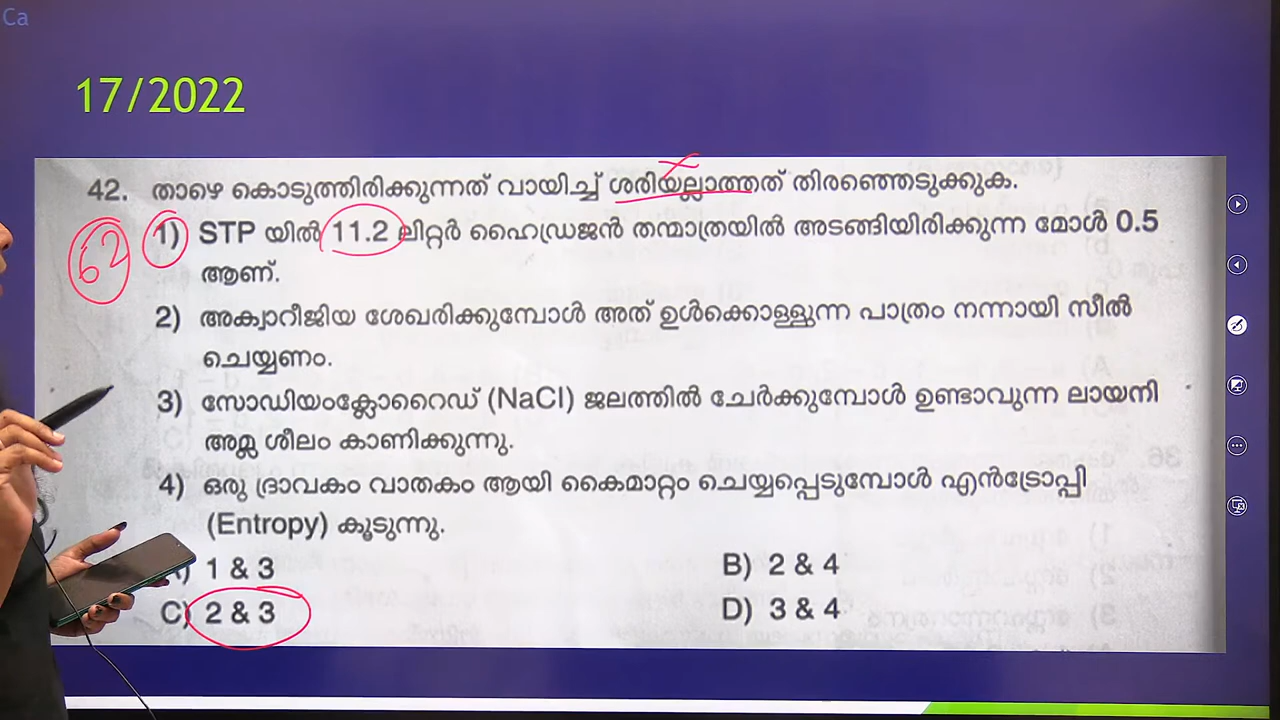 Ca
17/2022
42. താഴെ കൊടുത്തിരിക്കുന്നത് വായിച്ച് ശരിയല്ലാത്തത് തിരഞ്ഞെടുക്കുക.
62
1) STP യിൽ 11.2 ലിറ്റർ ഹൈഡ്രജൻ തന്മാത്രയിൽ അടങ്ങിയിരിക്കുന്ന മോൾ 0.5
ആണ്.
2) അക്വാറീജിയ ശേഖരിക്കുമ്പോൾ അത് ഉൾക്കൊള്ളുന്ന പാത്രം നന്നായി സീൽ
ചെയ്യണം.
3) സോഡിയംക്ലോറൈഡ് (NaCl) ജലത്തിൽ ചേർക്കുമ്പോൾ ഉണ്ടാവുന്ന ലായനി
അമ്ല ശീലം കാണിക്കുന്നു.
4) ഒരു ദ്രാവകം വാതകം ആയി കൈമാറ്റം ചെയ്യപ്പെടുമ്പോൾ എൻട്രോപ്പി
(Entropy) കൂടുന്നു.
1 & 3 B) 2 & 4
C) 2 & 3 D) 3 & 4